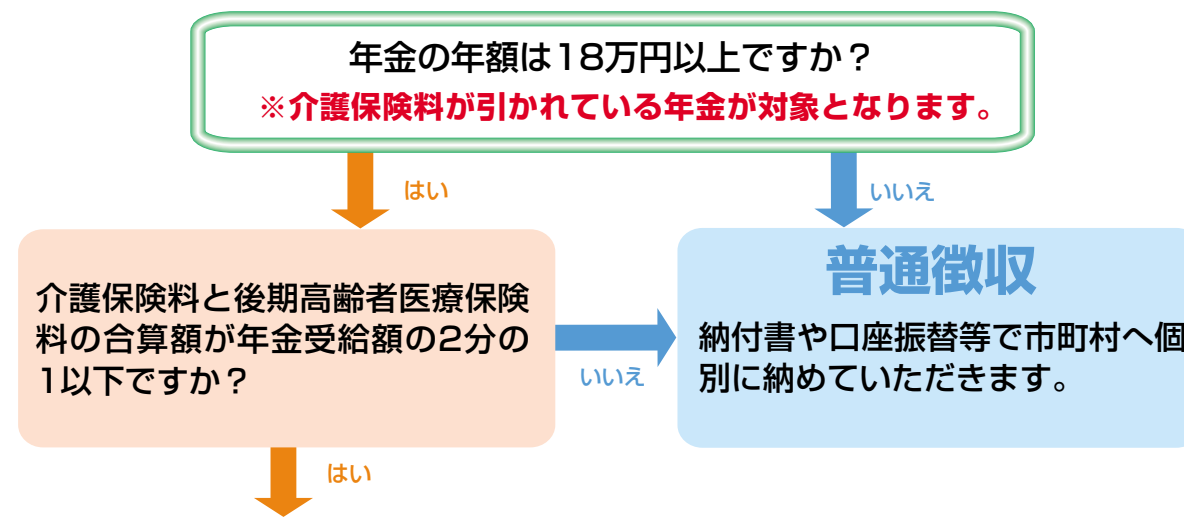 年金の年額は18万円以上ですか？
※介護保険料が引かれている年金が対象となります。
はい
いいえ
介護保険料と後期高齢者医療保険
料の合算額が年金受給額の2分の
1以下ですか？
いいえ
普通徴収
納付書や口座振替等で市町村へ個
別に納めていただきます。
はい